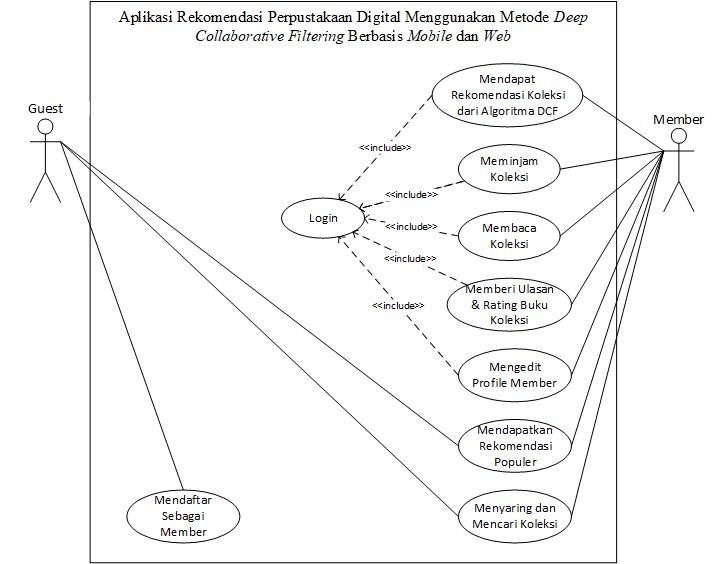 Aplikasi Rekomendasi Perpustakaan Digital Menggunakan Metode Deep
Collaborative Filtering Berbasis Mobile dan Web
Guest
Member
Mendapat
Rekomendasi Koleksi
dari Algoritma DCF
<<include>>
Meminjam
Koleksi
<<include>>
Login
<<include>>
Membaca
Koleksi
<<include>>
Memberi Ulasan
& Rating Buku
Koleksi
<<include>>
Mengedit
Profile Member
Mendapatkan
Rekomendasi
Populer
Mendaftar
Sebagai
Member
Menyaring dan
Mencari Koleksi